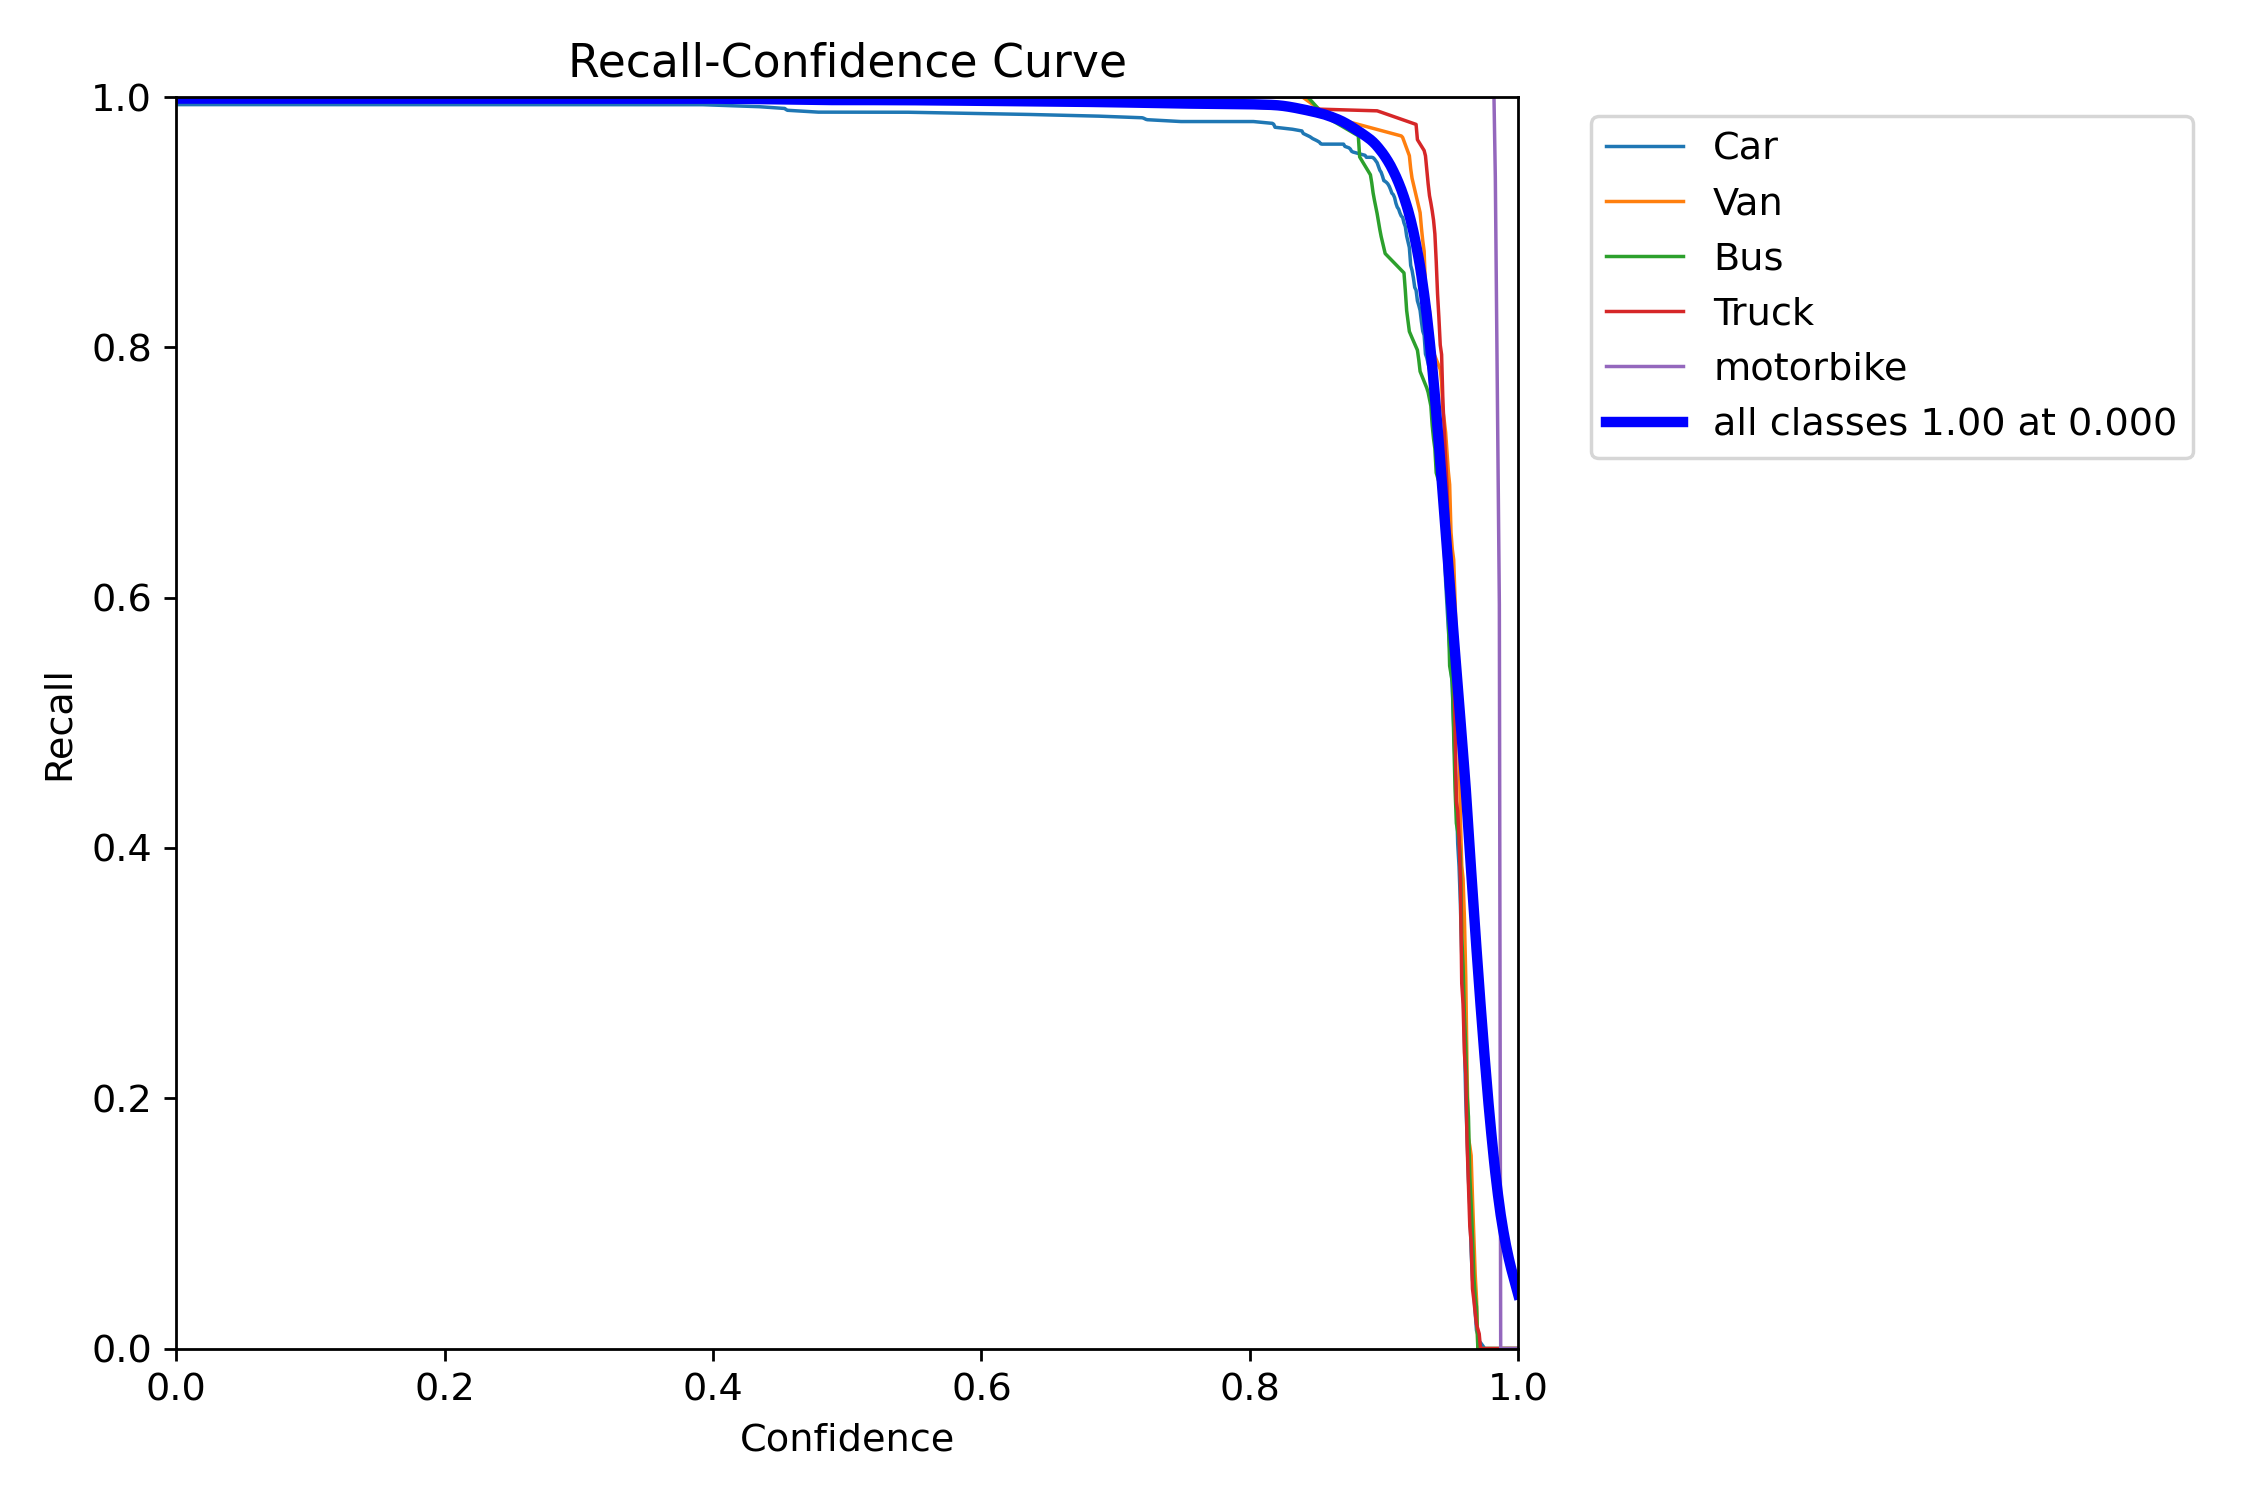 Recall-Confidence Curve
1.0
0.8
0.6
0.4
0.2
0.0
Recall
0.0 0.2 0.4 0.6 0.8 1.0
Confidence
Car
Van
Bus
Truck
motorbike
all classes 1.00 at 0.000